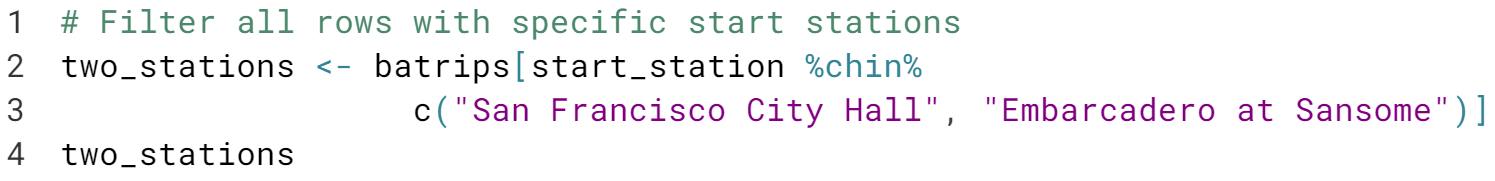 1 # Filter all rows with specific start stations
2 two_stations <- batrips[start_station %chin%
3 c("San Francisco City Hall", "Embarcadero at Sansome")]
4 two_stations